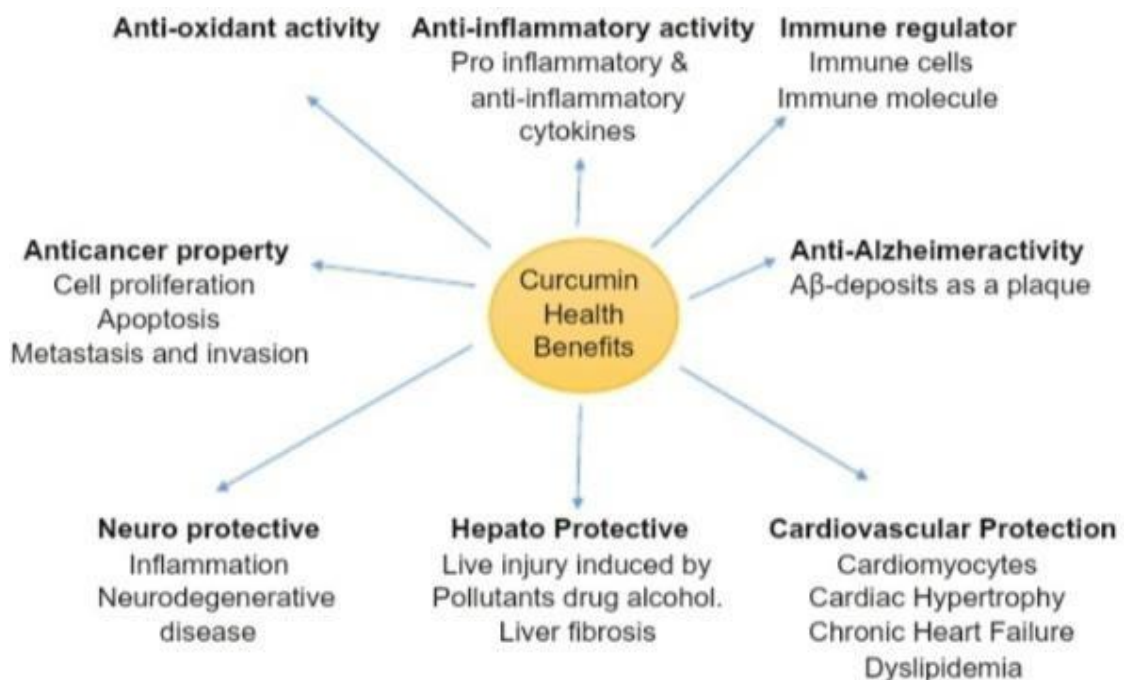 Anti-oxidant activity
Anti-inflammatory activity
Pro inflammatory &
anti-inflammatory
cytokines
Immune regulator
Immune cells
Immune molecule
Anticancer property
Cell proliferation
Apoptosis
Metastasis and invasion
Curcumin
Health
Benefits
Anti-Alzheimeractivity
Aβ-deposits as a plaque
Neuro protective
Inflammation
Neurodegenerative
disease
Hepato Protective
Live injury induced by
Pollutants drug alcohol.
Liver fibrosis
Cardiovascular Protection
Cardiomyocytes
Cardiac Hypertrophy
Chronic Heart Failure
Dyslipidemia